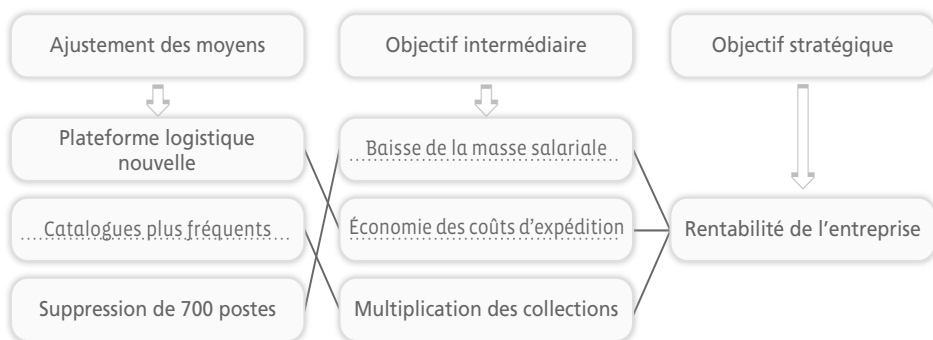 Ajustement des moyens
Objectif intermédiaire
Objectif stratégique
Plateforme logistique
nouvelle
Baisse de la masse salariale
Catalogues plus fréquents
Économie des coûts d'expédition
Rentabilité de l'entreprise
Suppression de 700 postes
Multiplication des collections